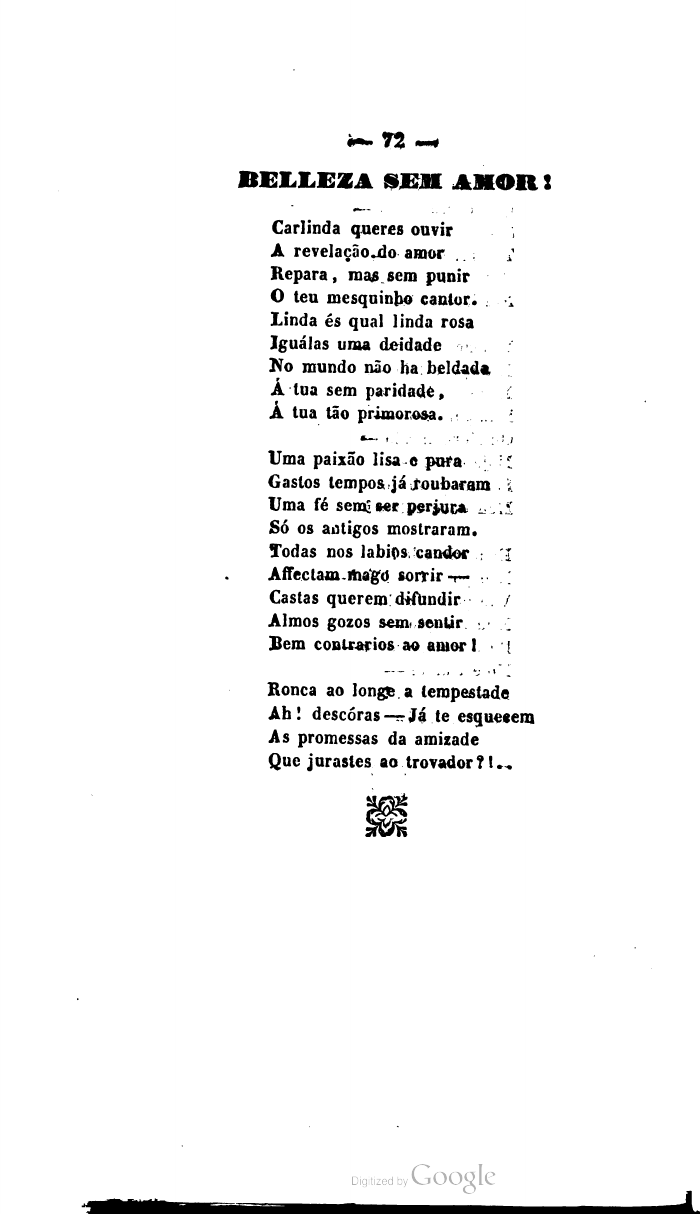 — 72 —
BELLEZA SEM AMOR!
Carlinda queres ouvir
A revelação do amor
Repara, mas sem punir
O teu mesquinho cantor.
Linda és qual linda rosa
Iguálas uma deidade
No mundo não ha beldada
Á tua sem paridade,
Á tua tão primorosa.
Uma paixão lisa e pura
Gastos tempos já roubaram
Uma fé sem ser perjura
Só os antigos mostraram.
Todas nos labios candor
Affectam mago sorrir —
Castas querem difundir
Almos gozos sem sentir
Bem contrarios ao amor!
Ronca ao longe a tempestade
Ah! descóras — Já te esquecem
As promessas da amizade
Que jurastes ao trovador?!..
Digitized by Google